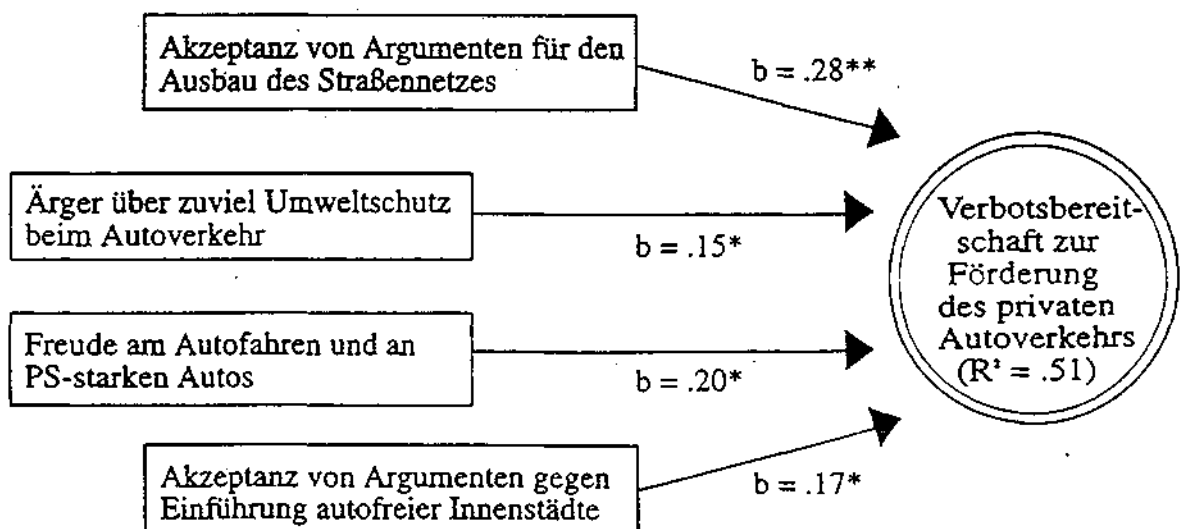 Akzeptanz von Argumenten für den
Ausbau des Straßennetzes
b = .28**
Ärger über zuviel Umweltschutz
beim Autoverkehr
b = .15*
Freude am Autofahren und an
PS-starken Autos
b = .20*
Akzeptanz von Argumenten gegen
Einführung autofreier Innenstädte
b = .17*
Verbotsbereit-
schaft zur
Förderung
des privaten
Autoverkehrs
(R² = .51)